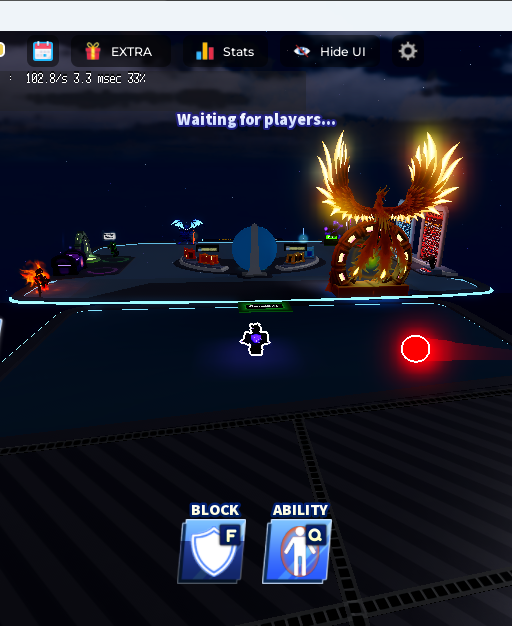 EXTRA Stats Hide UI
: 102.8/s 3.3 msec 33%
Waiting for players...
BLOCK ABILITY
F Q